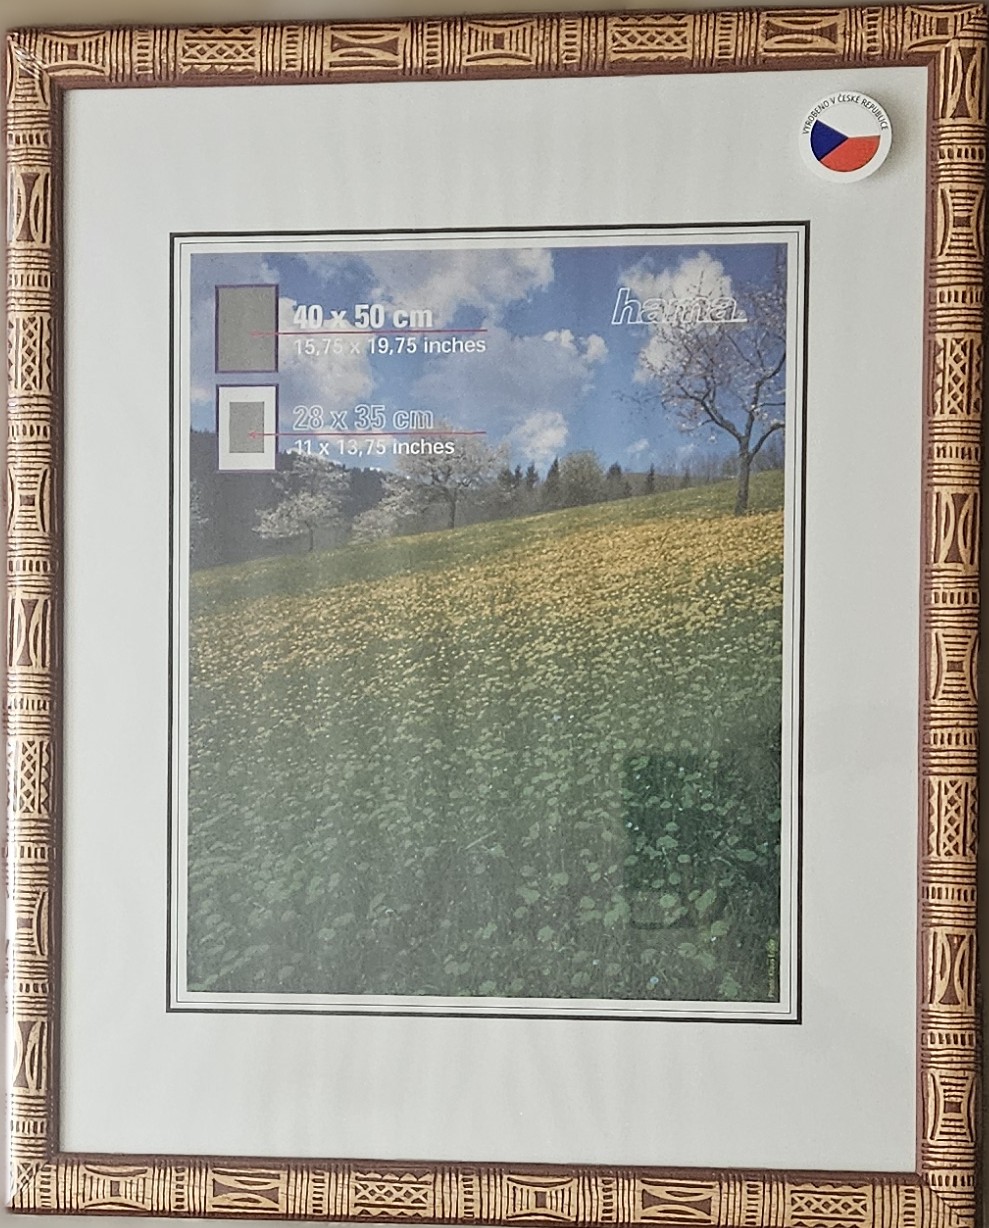 VYROBENO V ČESKÉ REPUBLICE
hama®
40 x 50 cm
15,75 x 19,75 inches
28 x 35 cm
11 x 13,75 inches